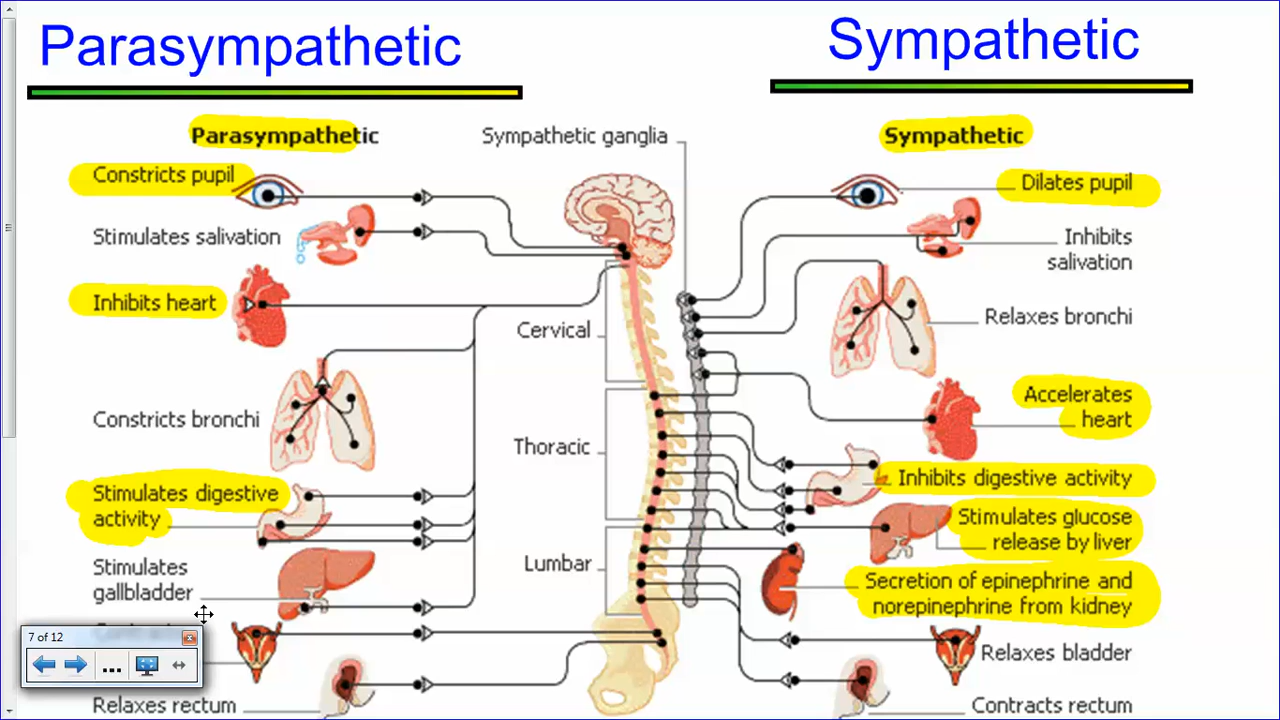 Parasympathetic
Sympathetic
Parasympathetic
Sympathetic ganglia
Sympathetic
Constricts pupil
Dilates pupil
Stimulates salivation
Inhibits
salivation
Inhibits heart
Relaxes bronchi
Cervical
Constricts bronchi
Accelerates
heart
Thoracic
Stimulates digestive
activity
Inhibits digestive activity
Stimulates glucose
release by liver
Lumbar
Stimulates
gallbladder
Secretion of epinephrine and
norepinephrine from kidney
7 of 12
Relaxes bladder
Relaxes rectum
Contracts rectum